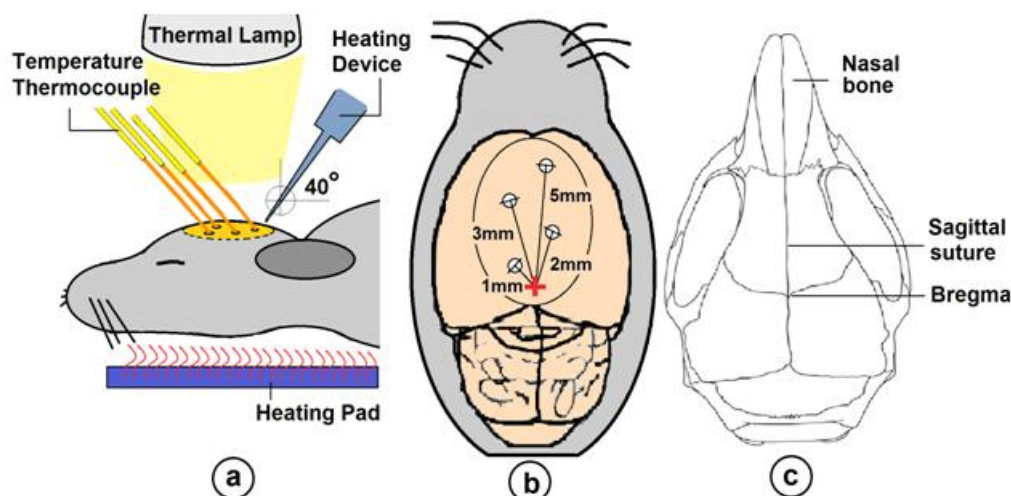 Thermal Lamp
Temperature
Thermocouple
Heating
Device
40°
Heating Pad
a
5mm
3mm
2mm
1mm
b
Nasal
bone
Sagittal
suture
Bregma
c